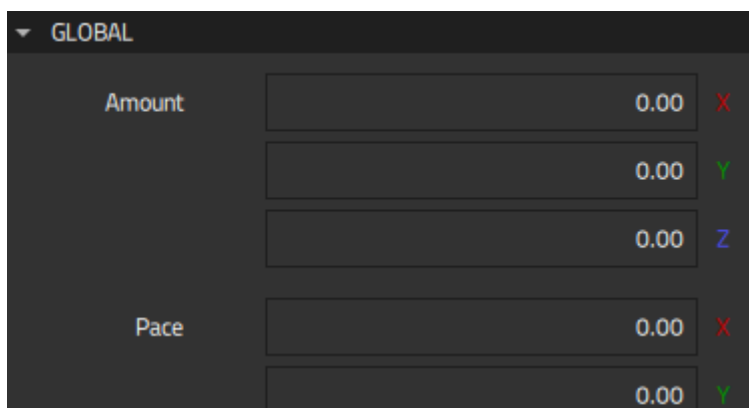 GLOBAL
Amount 0.00 X
0.00 Y
0.00 Z
Pace 0.00 X
0.00 Y